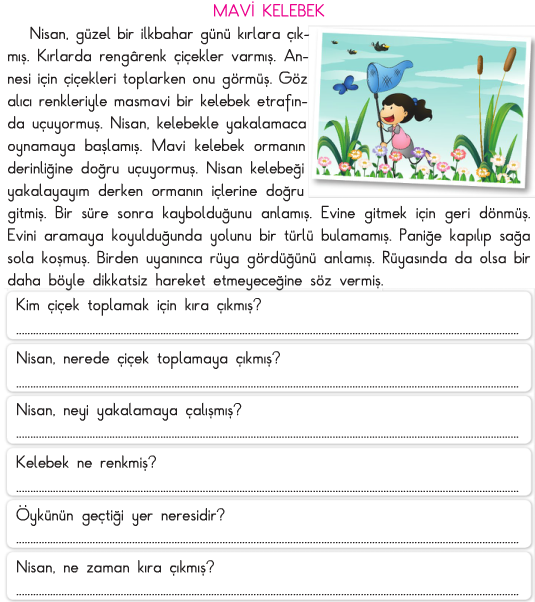 MAVİ KELEBEK
Nisan, güzel bir ilkbahar günü kırlara çık-
mış. Kırlarda rengârenk çiçekler varmış. An-
nesi için çiçekleri toplarken onu görmüş. Göz
alıcı renkleriyle masmavi bir kelebek etrafın-
da uçuyormuş. Nisan, kelebekle yakalamaca
oynamaya başlamış. Mavi kelebek ormanın
derinliğine doğru uçuyormuş. Nisan kelebeği
yakalayayım derken ormanın içlerine doğru
gitmiş. Bir süre sonra kaybolduğunu anlamış. Evine gitmek için geri dönmüş.
Evini aramaya koyulduğunda yolunu bir türlü bulamamış. Paniğe kapılıp sağa
sola koşmuş. Birden uyanınca rüya gördüğünü anlamış. Rüyasında da olsa bir
daha böyle dikkatsiz hareket etmeyeceğine söz vermiş.
Kim çiçek toplamak için kıra çıkmış?
Nisan, nerede çiçek toplamaya çıkmış?
Nisan, neyi yakalamaya çalışmış?
Kelebek ne renkmiş?
Öykünün geçtiği yer neresidir?
Nisan, ne zaman kıra çıkmış?